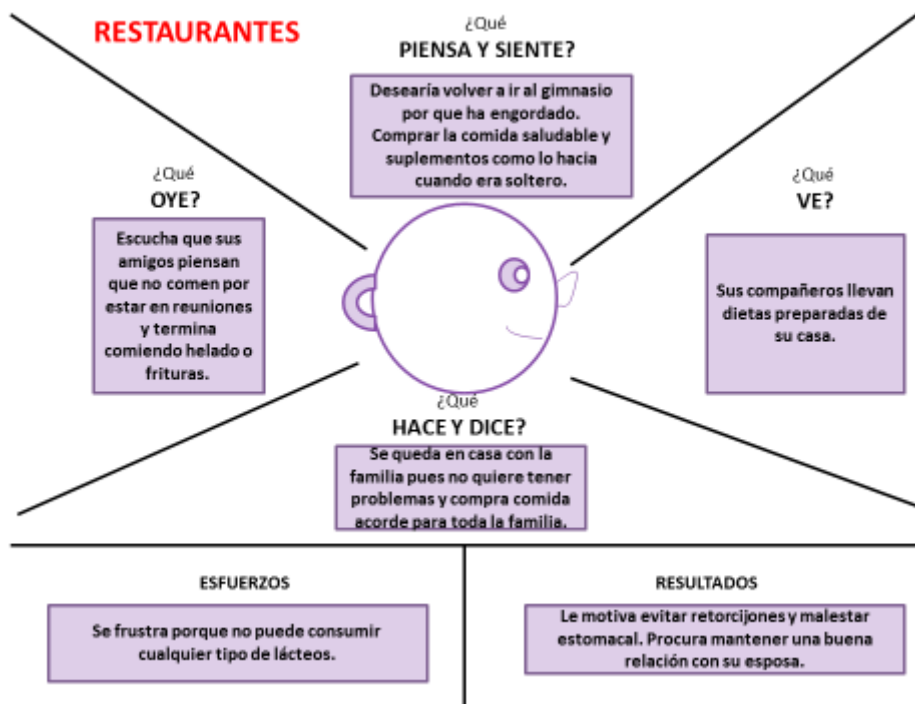 RESTAURANTES
¿Qué
PIENSA Y SIENTE?
Desearía volver a ir al gimnasio
por que ha engordado.
Comprar la comida saludable y
suplementos como lo hacia
cuando era soltero.
¿Qué
OYE?
Escucha que sus
amigos piensan
que no comen por
estar en reuniones
y termina
comiendo helado o
frituras.
¿Qué
VE?
Sus compañeros llevan
dietas preparadas de
su casa.
¿Qué
HACE Y DICE?
Se queda en casa con la
familia pues no quiere tener
problemas y compra comida
acorde para toda la familia.
ESFUERZOS
Se frustra porque no puede consumir
cualquier tipo de lácteos.
RESULTADOS
Le motiva evitar retorcijones y malestar
estomacal. Procura mantener una buena
relación con su esposa.